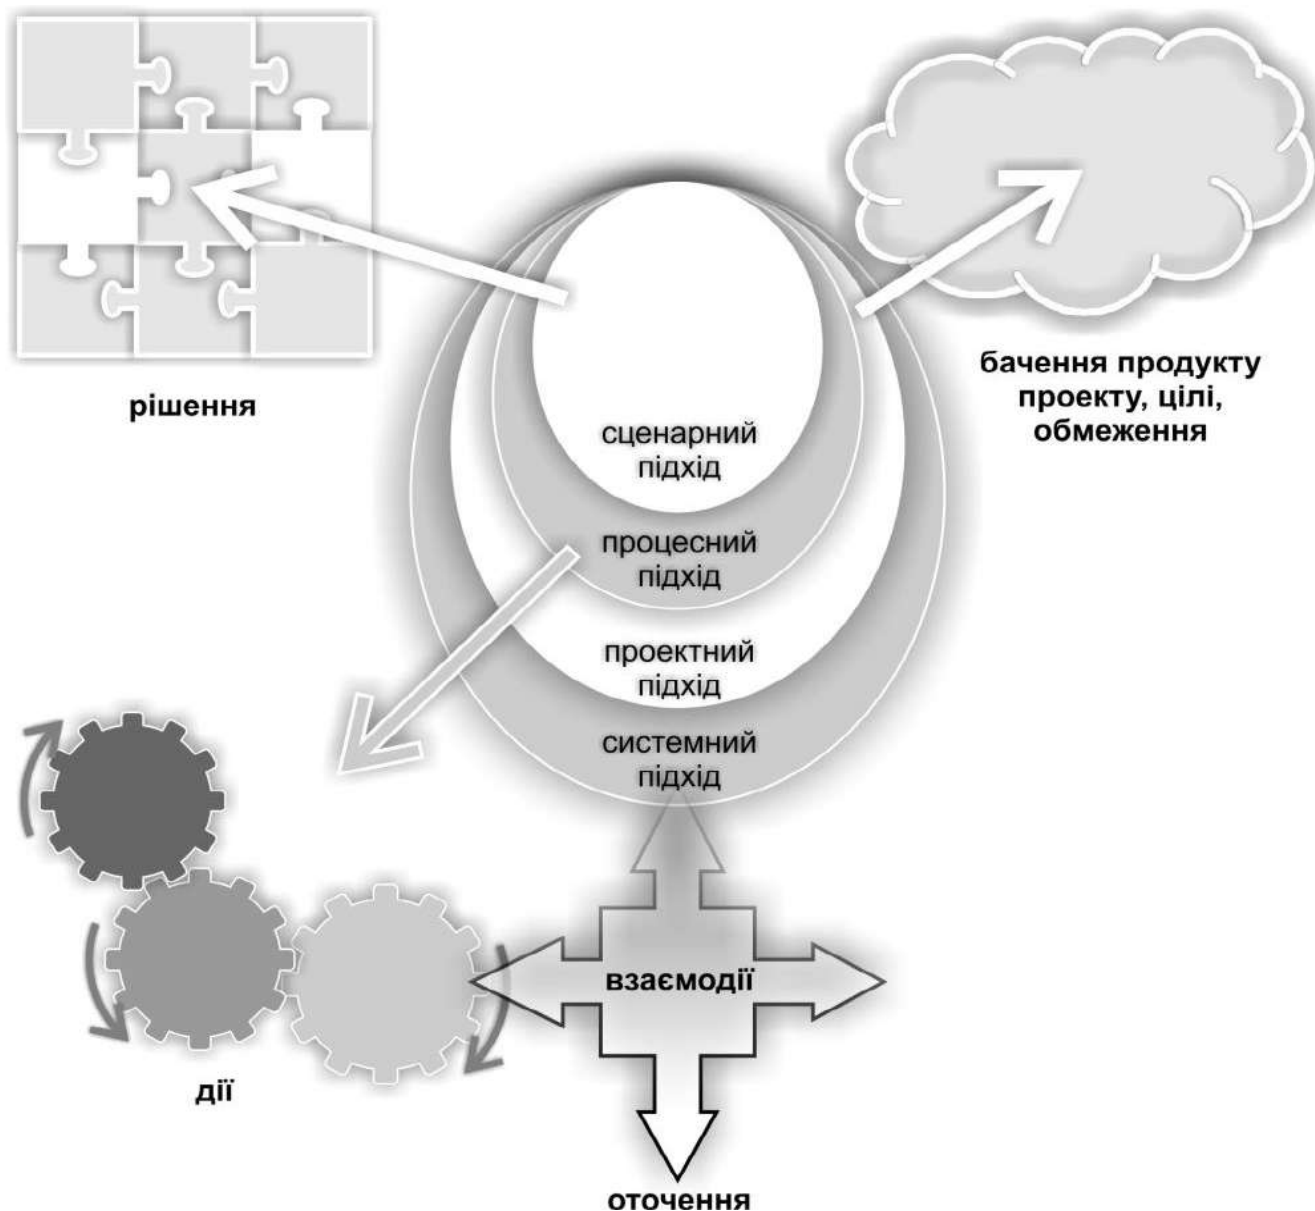 бачення продукту
проекту, цілі,
обмеження
рішення
сценарний
підхід
процесний
підхід
проектний
підхід
системний
підхід
взаємодії
дії
оточення